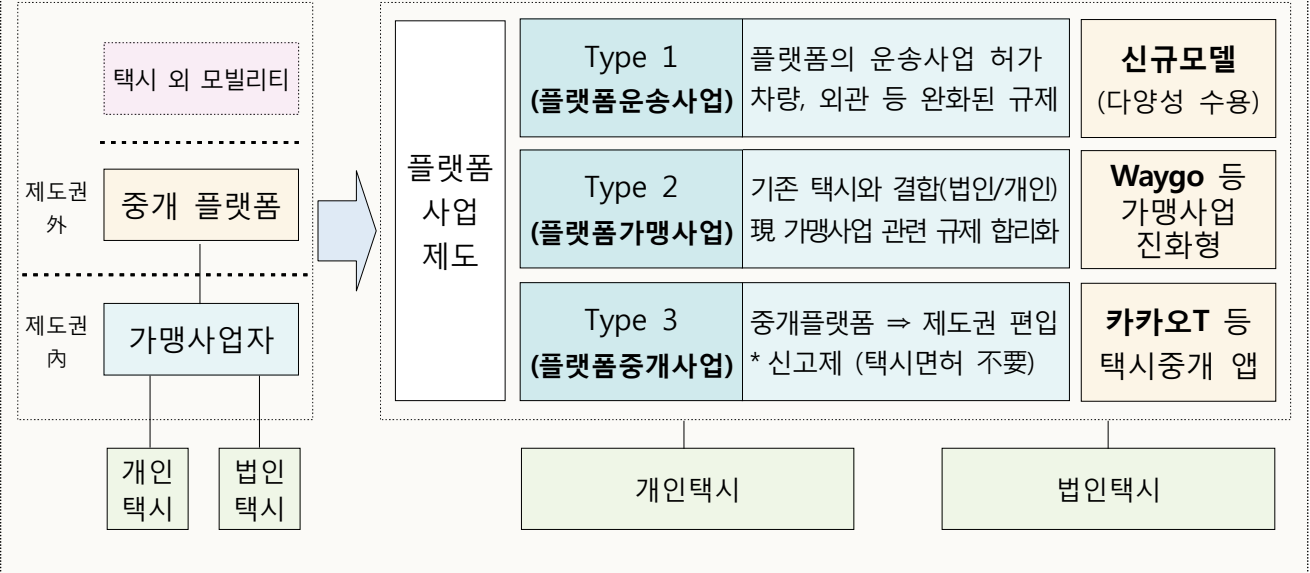 택시 외 모빌리티
제도권
外
중개 플랫폼
제도권
內
가맹사업자
개인
택시
법인
택시
플랫폼
사업
제도
Type 1
(플랫폼운송사업)
플랫폼의 운송사업 허가
차량, 외관 등 완화된 규제
신규모델
(다양성 수용)
Type 2
(플랫폼가맹사업)
기존 택시와 결합(법인/개인)
現 가맹사업 관련 규제 합리화
Waygo 등
가맹사업
진화형
Type 3
(플랫폼중개사업)
중개플랫폼 ⇒ 제도권 편입
* 신고제 (택시면허 不要)
카카오T 등
택시중개 앱
개인택시
법인택시